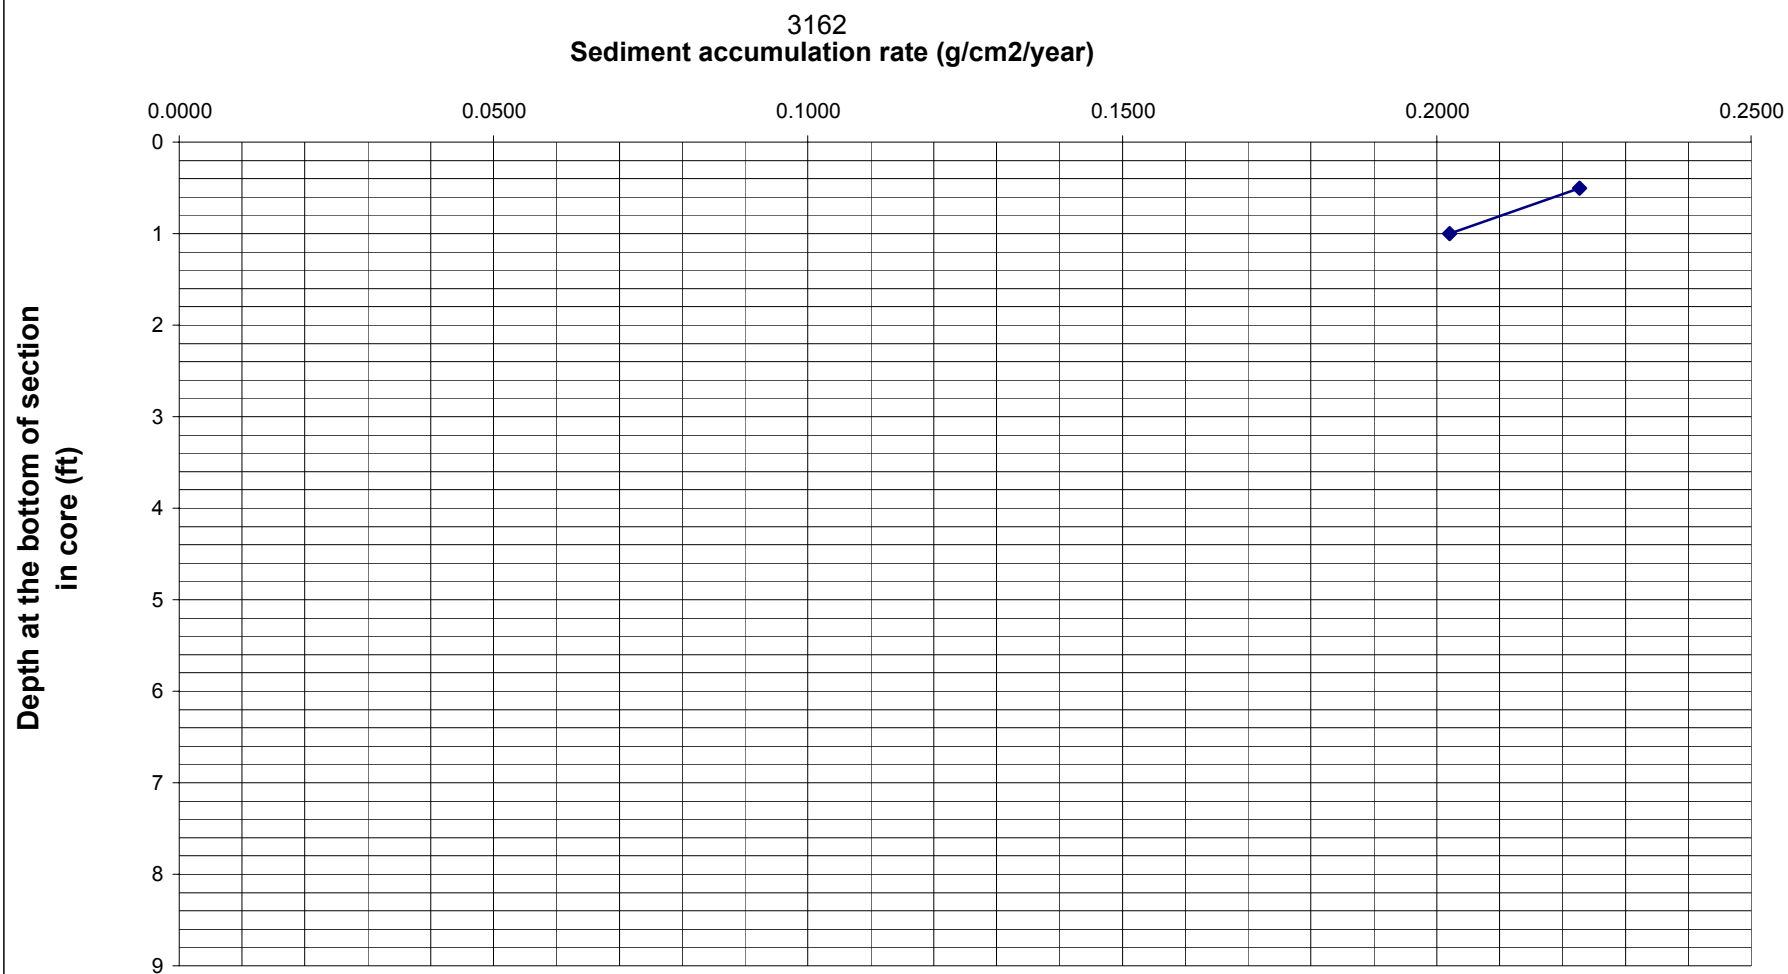 3162
Sediment accumulation rate (g/cm2/year)
0.0000 0.0500 0.1000 0.1500 0.2000 0.2500
0
1
2
3
4
5
6
7
8
9
Depth at the bottom of section
in core (ft)